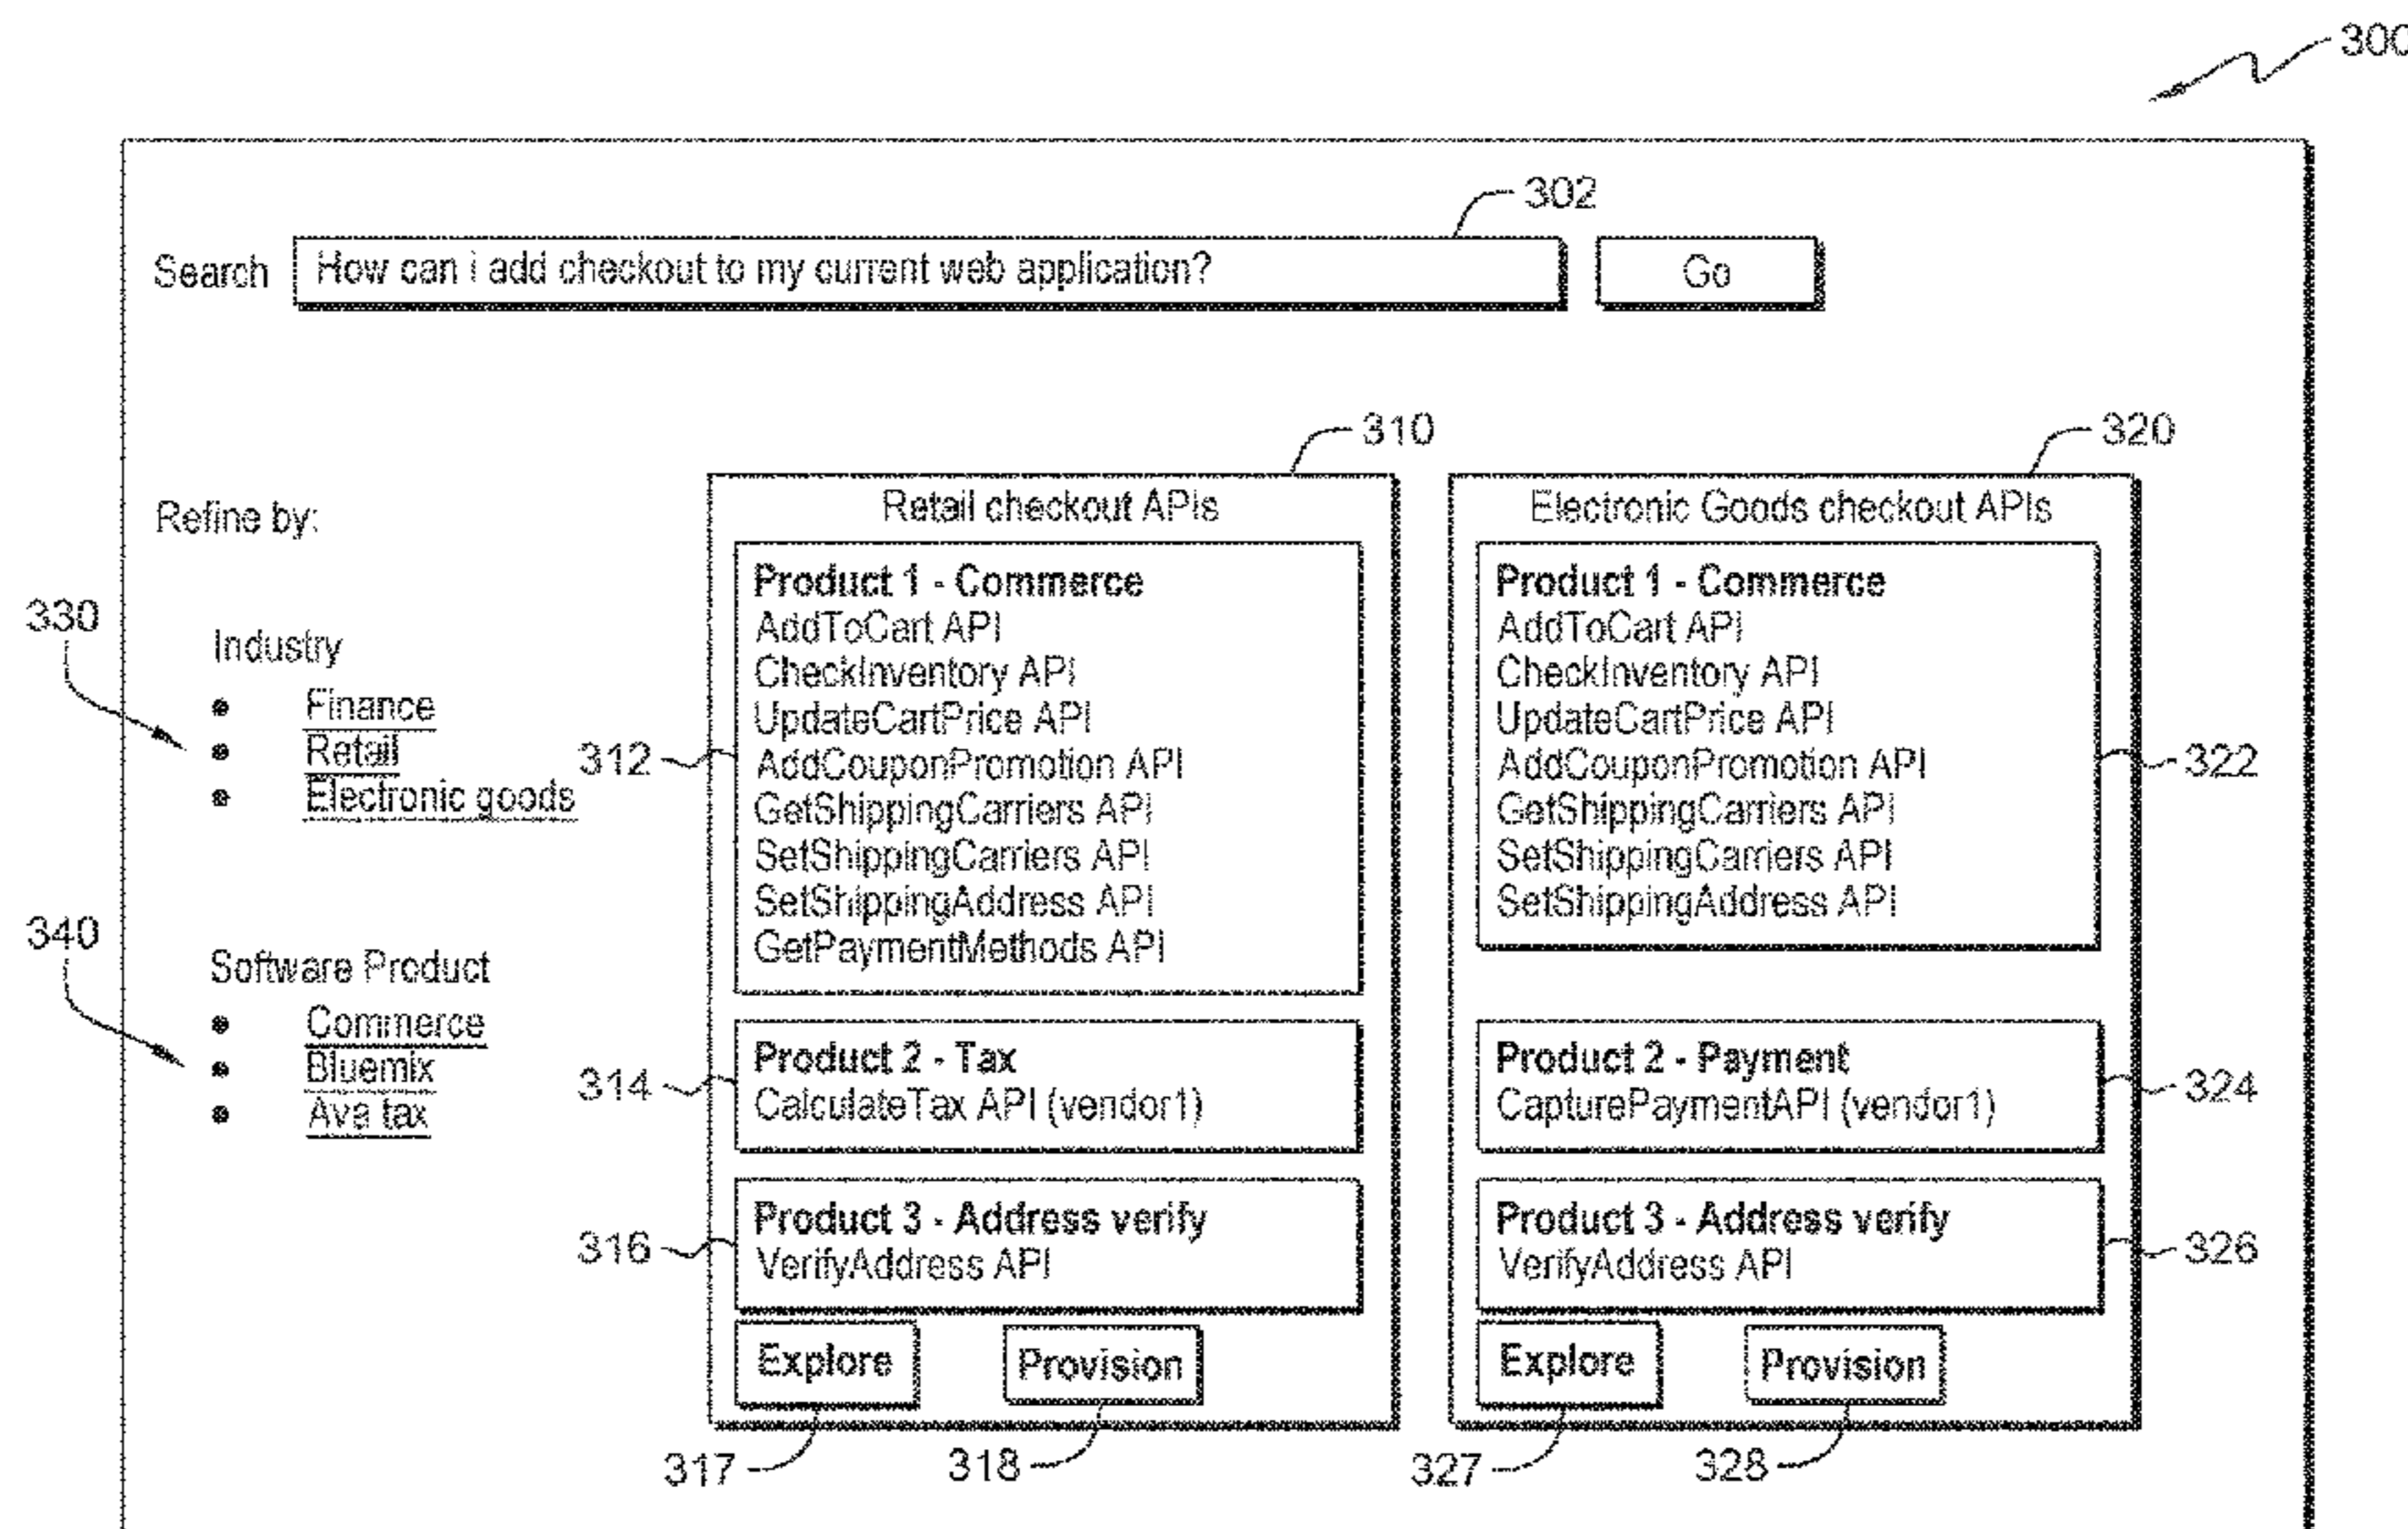 300
302
Search How can i add checkout to my current web application? Go
310
320
Refine by:
330
Industry
Finance
Retail
Electronic goods
340
Software Product
Commerce
Bluemix
Ava tax
Retail checkout APIs
312
Product 1 - Commerce
AddToCart API
CheckInventory API
UpdateCartPrice API
AddCouponPromotion API
GetShippingCarriers API
SetShippingCarriers API
SetShippingAddress API
GetPaymentMethods API
314
Product 2 - Tax
CalculateTax API (vendor1)
316
Product 3 - Address verify
VerifyAddress API
Explore Provision
317 318
Electronic Goods checkout APIs
Product 1 - Commerce
AddToCart API
CheckInventory API
UpdateCartPrice API
AddCouponPromotion API
GetShippingCarriers API
SetShippingCarriers API
SetShippingAddress API
322
Product 2 - Payment
CapturePaymentAPI (vendor1)
324
Product 3 - Address verify
VerifyAddress API
326
Explore Provision
327 328